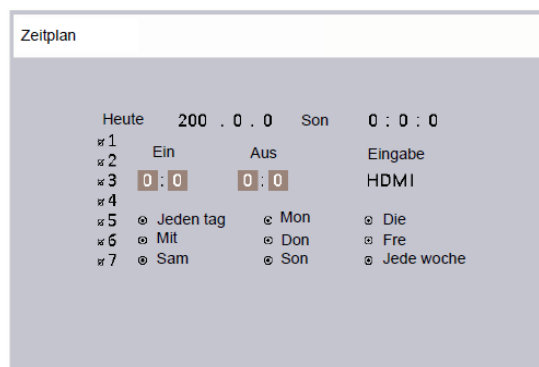 Zeitplan
Heute 200 . 0 . 0 Son 0 : 0 : 0
1
2 Ein Aus Eingabe
3 0 : 0 0 : 0 HDMI
4
5 Jeden tag Mon Die
6 Mit Don Fre
7 Sam Son Jede woche